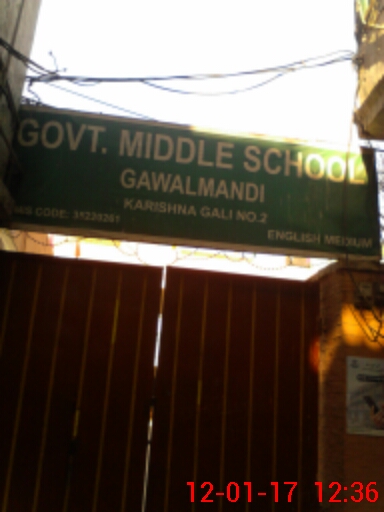 GOVT. MIDDLE SCHOOL
GAWALMANDI
KARISHNA GALI NO.2
CODE:
ENGLISH MEDIUM
12-01-17 12:36